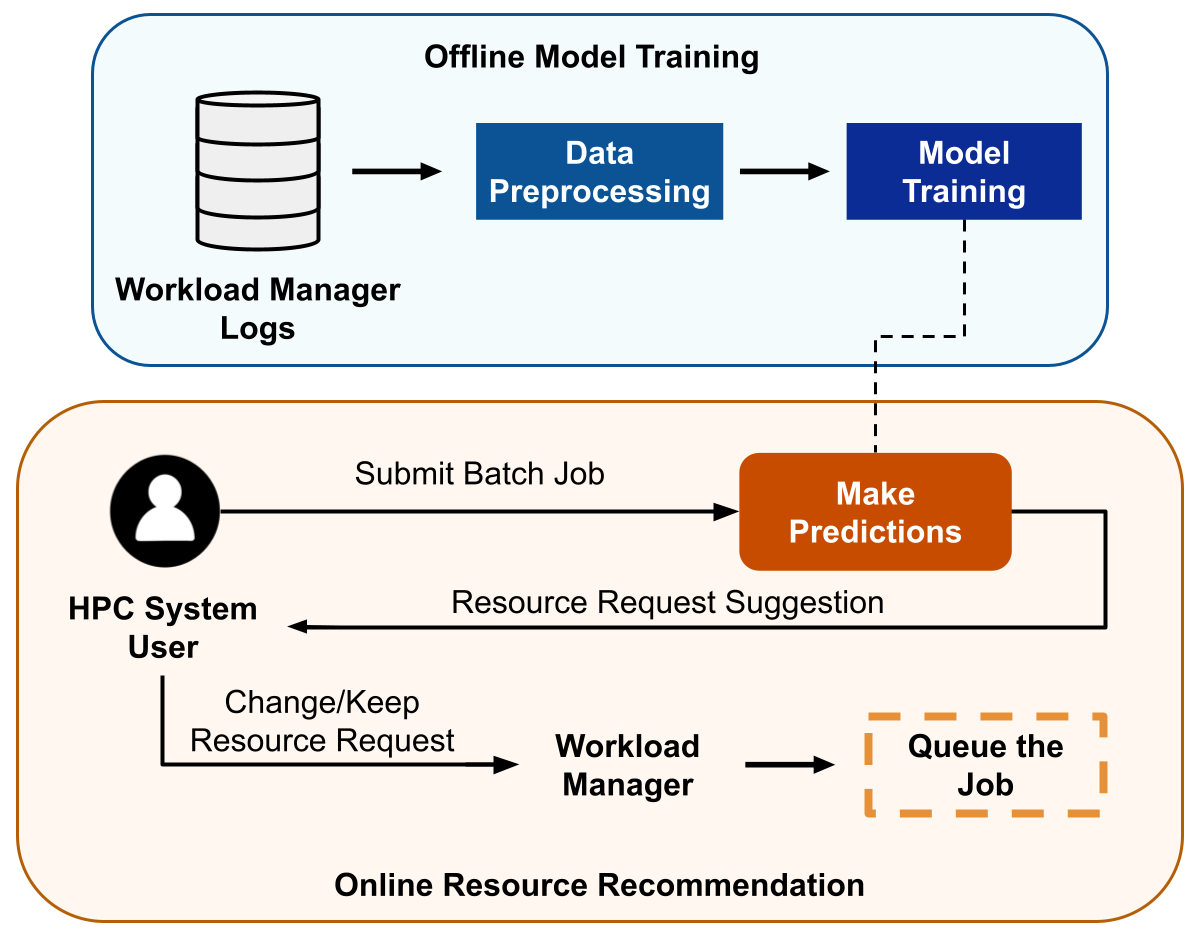 Offline Model Training
Data
Preprocessing
Model
Training
Workload Manager
Logs
Submit Batch Job
Make
Predictions
HPC System
User
Resource Request Suggestion
Change/Keep
Resource Request
Workload
Manager
Queue the
Job
Online Resource Recommendation